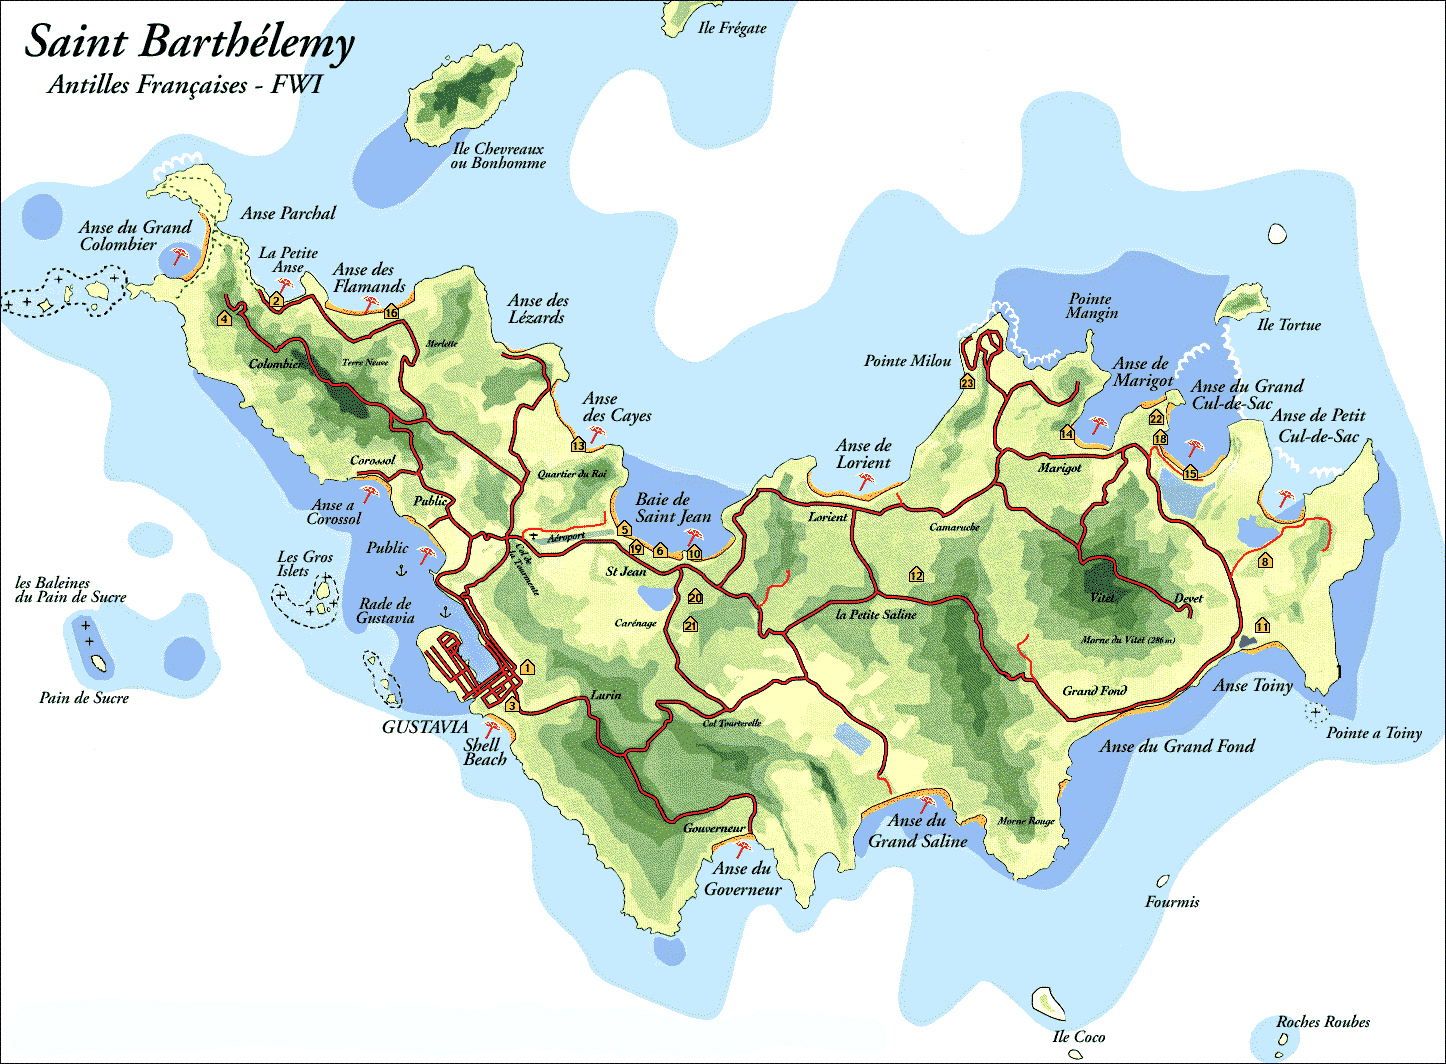 Saint Barthélemy
Antilles Françaises - FWI
Ile Frégate
Ile Chevreaux
ou Bonhomme
Anse Parchal
Anse du Grand
Colombier
La Petite
Anse
Anse des
Flamands
Anse des
Lézards
2
16
4
Merlette
Terre Neuve
Colombier
Pointe
Mangin
Ile Tortue
Pointe Milou
Anse de
Marigot
23
Anse du Grand
Cul-de-Sac
Anse de Petit
Cul-de-Sac
Anse
des Cayes
13
22
14
18
15
Anse de
Lorient
Corossol
Quartier du Roi
Marigot
Anse a
Corossol
Public
Baie de
Saint Jean
Lorient
Camaruche
5
Aéroport
19
6
10
Col de
la Tourmente
Public
Les Gros
Islets
St Jean
8
12
les Baleines
du Pain de Sucre
Rade de
Gustavia
20
Vitet
Devet
Carénage
21
la Petite Saline
11
Morne du Vitet (286 m)
1
Pain de Sucre
Lurin
Grand Fond
Anse Toiny
3
GUSTAVIA
Col Tourterelle
Shell
Beach
Pointe a Toiny
Anse du Grand Fond
Gouverneur
Anse du
Grand Saline
Morne Rouge
Anse du
Governeur
Fourmis
Ile Coco
Roches Roubes